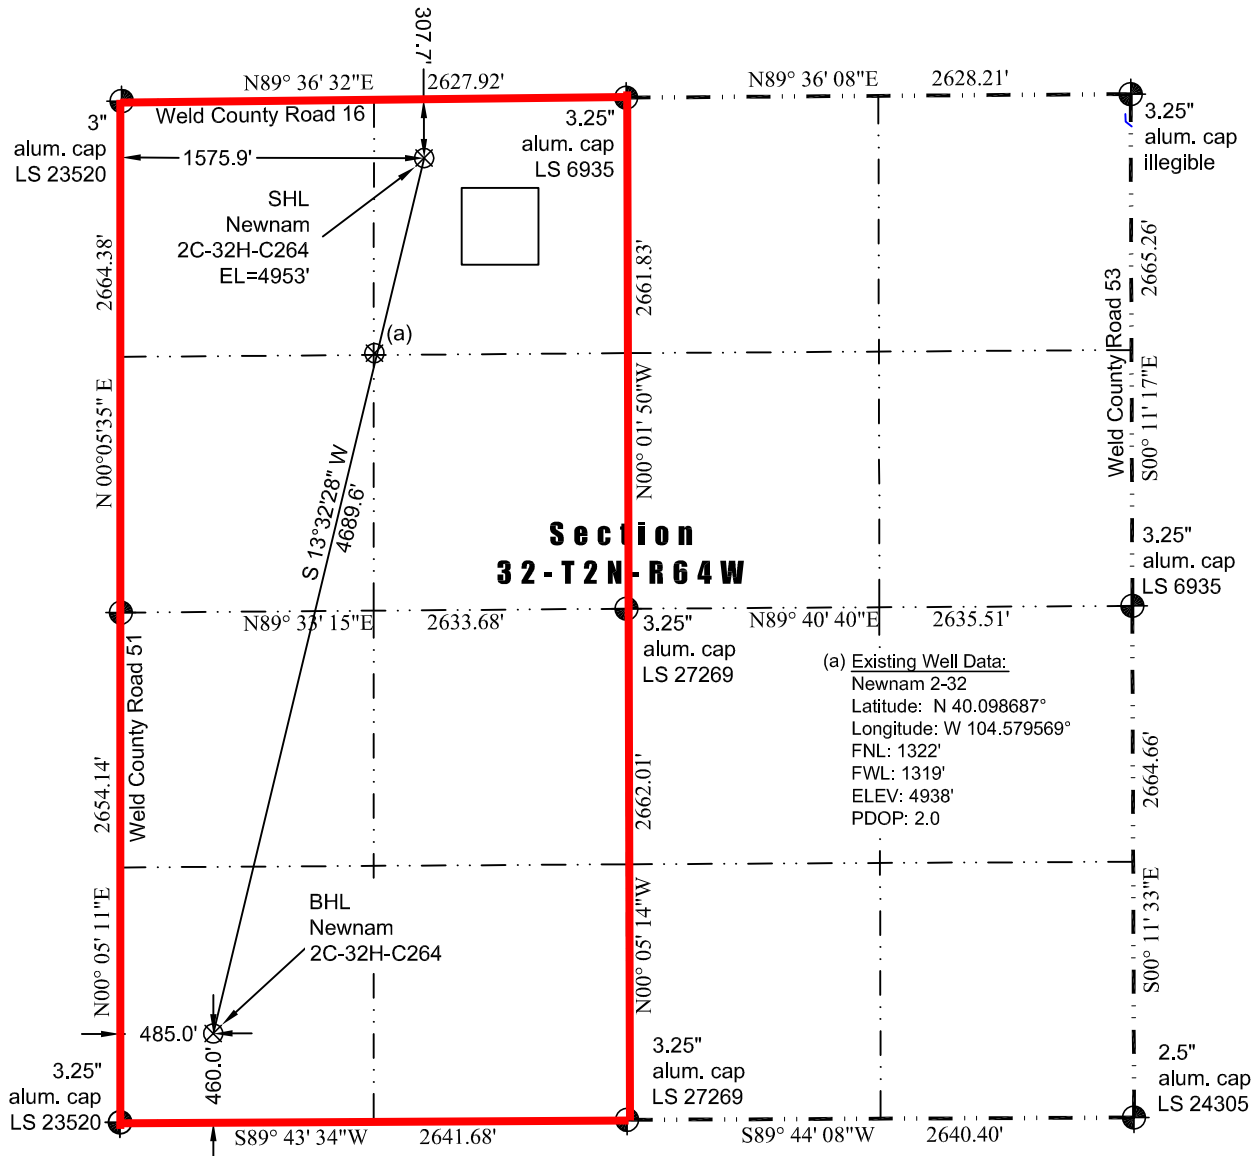 307.7'
N89° 36' 32"E 2627.92'
N89° 36' 08"E 2628.21'
Weld County Road 16
3"
alum. cap
LS 23520
3.25"
alum. cap
LS 6935
3.25"
alum. cap
illegible
1575.9'
SHL
Newnam
2C-32H-C264
EL=4953'
2664.38'
2661.83'
2665.26'
Weld County Road 53
(a)
N 00°05'35" E
N00° 01' 50"W
S00° 11' 17"E
S 13°32'28" W
4689.6'
Section
32-T2N-R64W
3.25"
alum. cap
LS 6935
N89° 33' 15"E 2633.68'
3.25"
alum. cap
LS 27269
N89° 40' 40"E 2635.51'
Weld County Road 51
(a) Existing Well Data:
Newnam 2-32
Latitude: N 40.098687°
Longitude: W 104.579569°
FNL: 1322'
FWL: 1319'
ELEV: 4938'
PDOP: 2.0
2654.14'
2662.01'
2664.66'
BHL
Newnam
2C-32H-C264
N00° 05' 11"E
N00° 05' 14"W
S00° 11' 33"E
485.0'
460.0'
3.25"
alum. cap
LS 23520
3.25"
alum. cap
LS 27269
2.5"
alum. cap
LS 24305
S89° 43' 34"W 2641.68'
S89° 44' 08"W 2640.40'